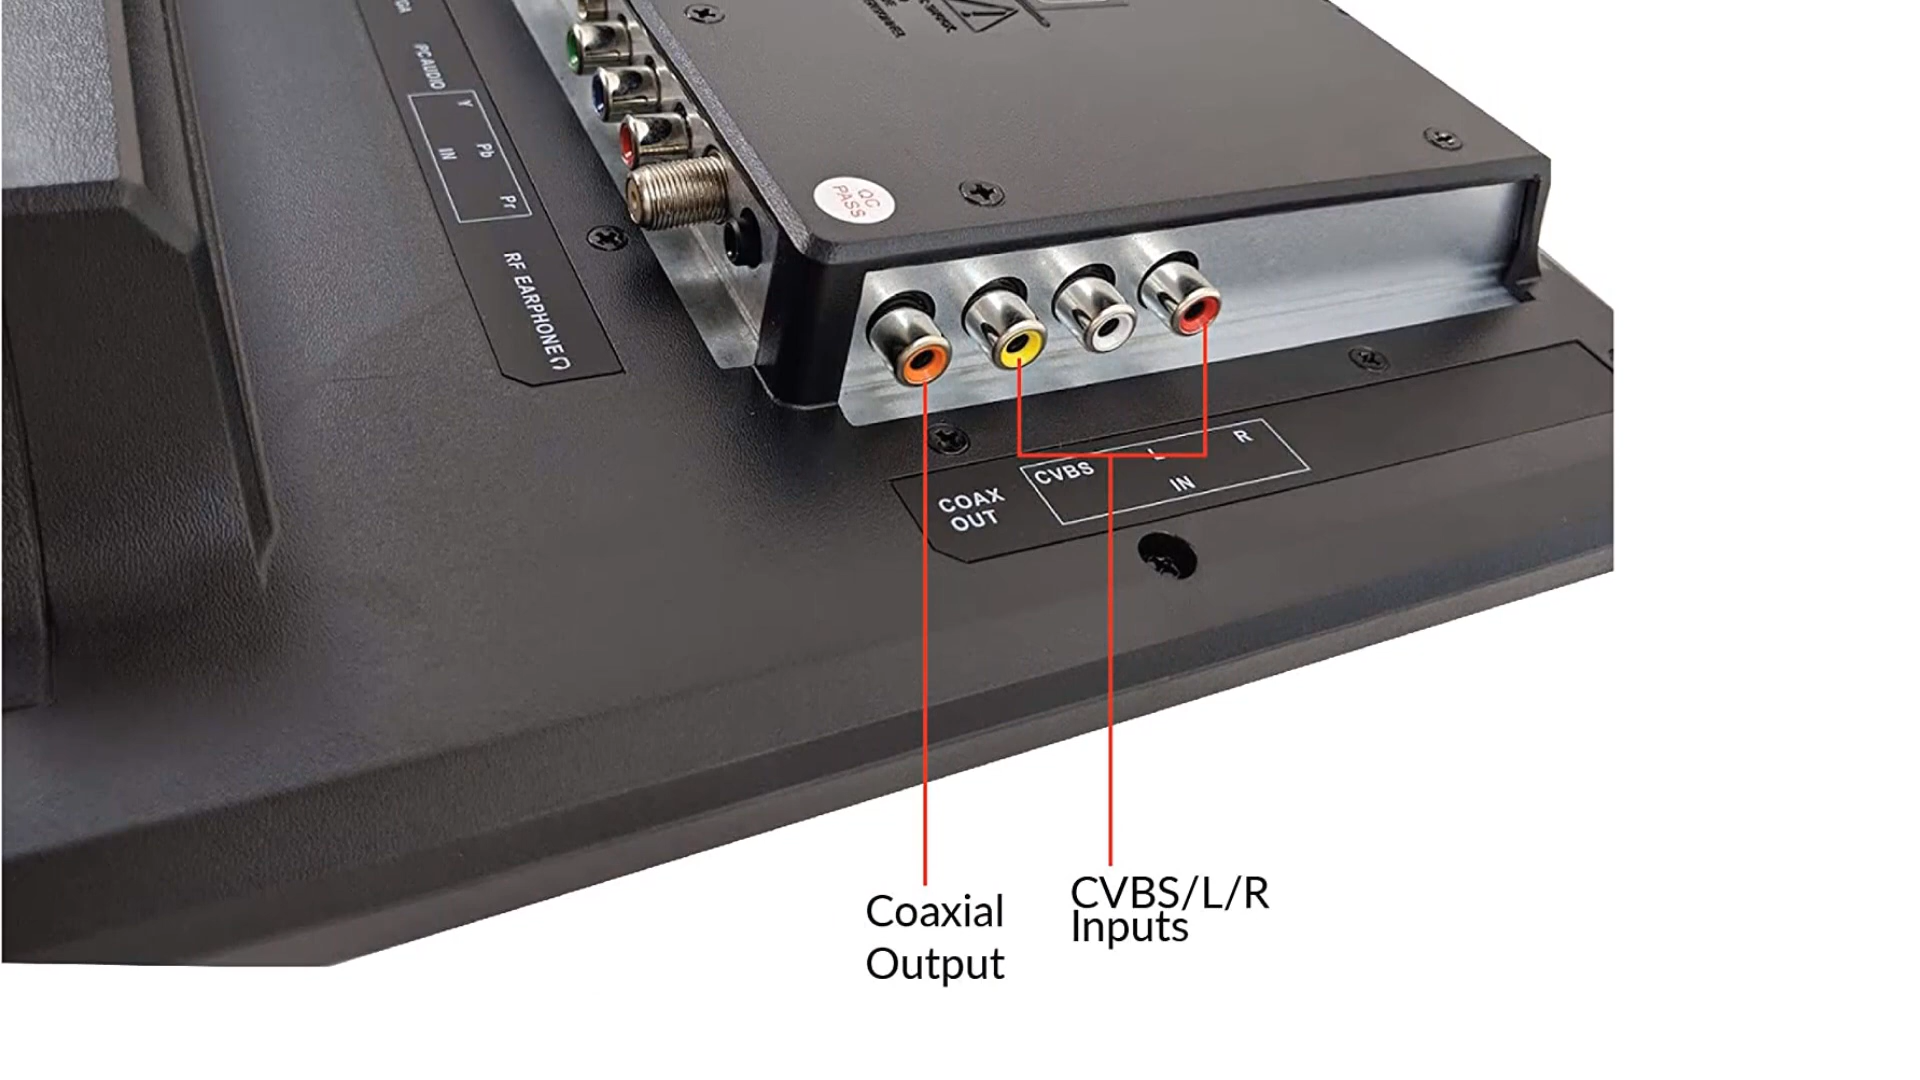 PC AUDIO
Y
Pb
IN
Pr
RF EARPHONE
QC
PASS
R
L
CVBS
IN
COAX
OUT
Coaxial
Output
CVBS/L/R
Inputs